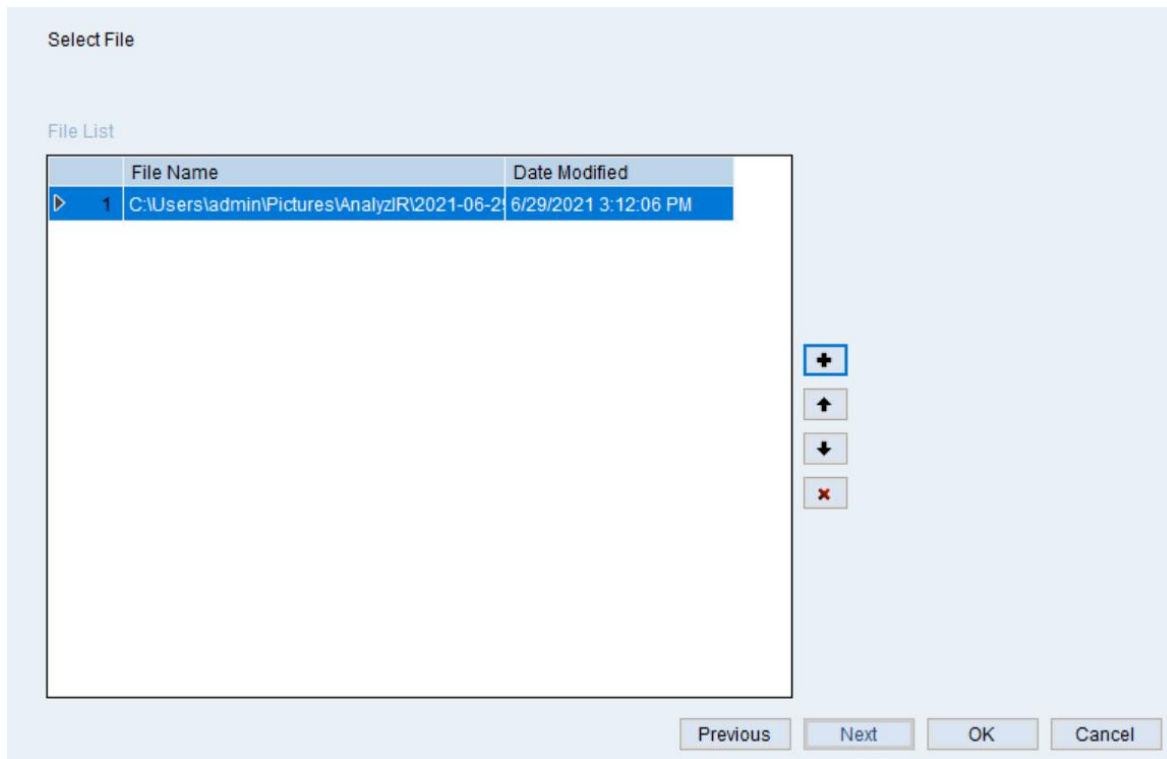 Select File
File List
File Name Date Modified
1 C:\Users\admin\Pictures\AnalyzIR\2021-06-2 6/29/2021 3:12:06 PM
Previous Next OK Cancel